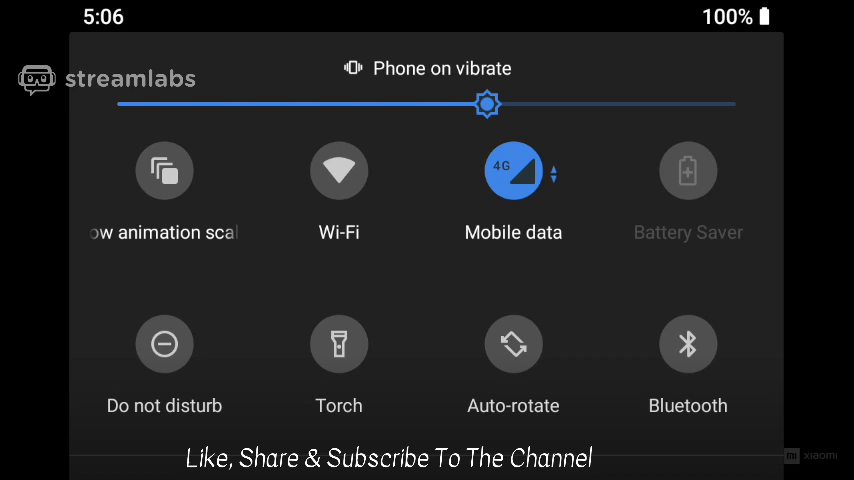 5:06
100%
streamlabs
Phone on vibrate
4G
ow animation scal
Wi-Fi
Mobile data
Battery Saver
Do not disturb
Torch
Auto-rotate
Bluetooth
Like, Share & Subscribe To The Channel
mi xiaomi